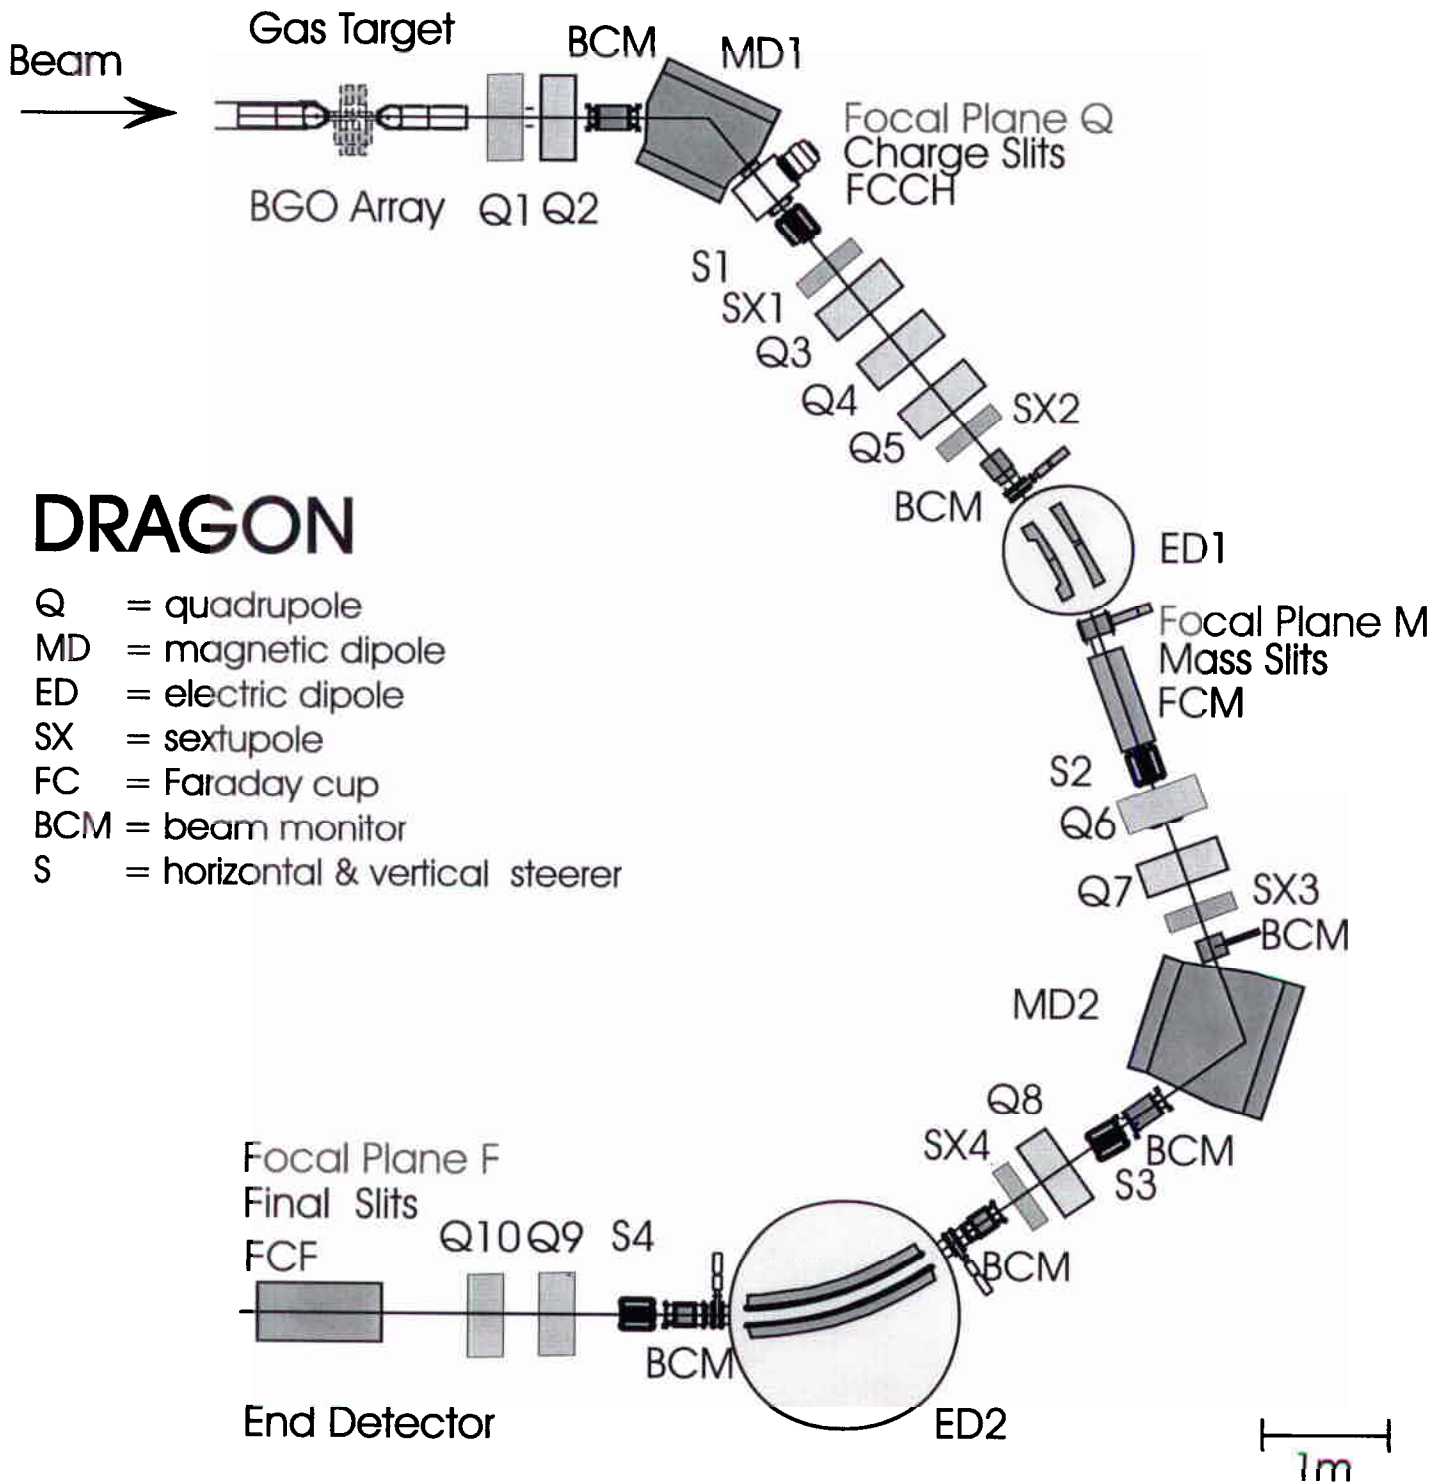 Gas Target
BCM
MD1
Beam
Focal Plane Q
Charge Slits
FCCH
BGO Array
Q1
Q2
S1
SX1
Q3
Q4
SX2
Q5
BCM
DRAGON
ED1
Q = quadrupole
MD = magnetic dipole
ED = electric dipole
SX = sextupole
FC = Faraday cup
BCM = beam monitor
S = horizontal & vertical steerer
Focal Plane M
Mass Slits
FCM
S2
Q6
Q7
SX3
BCM
MD2
Q8
SX4
BCM
S3
Focal Plane F
Final Slits
FCF
Q10
Q9
S4
BCM
BCM
End Detector
ED2
1m